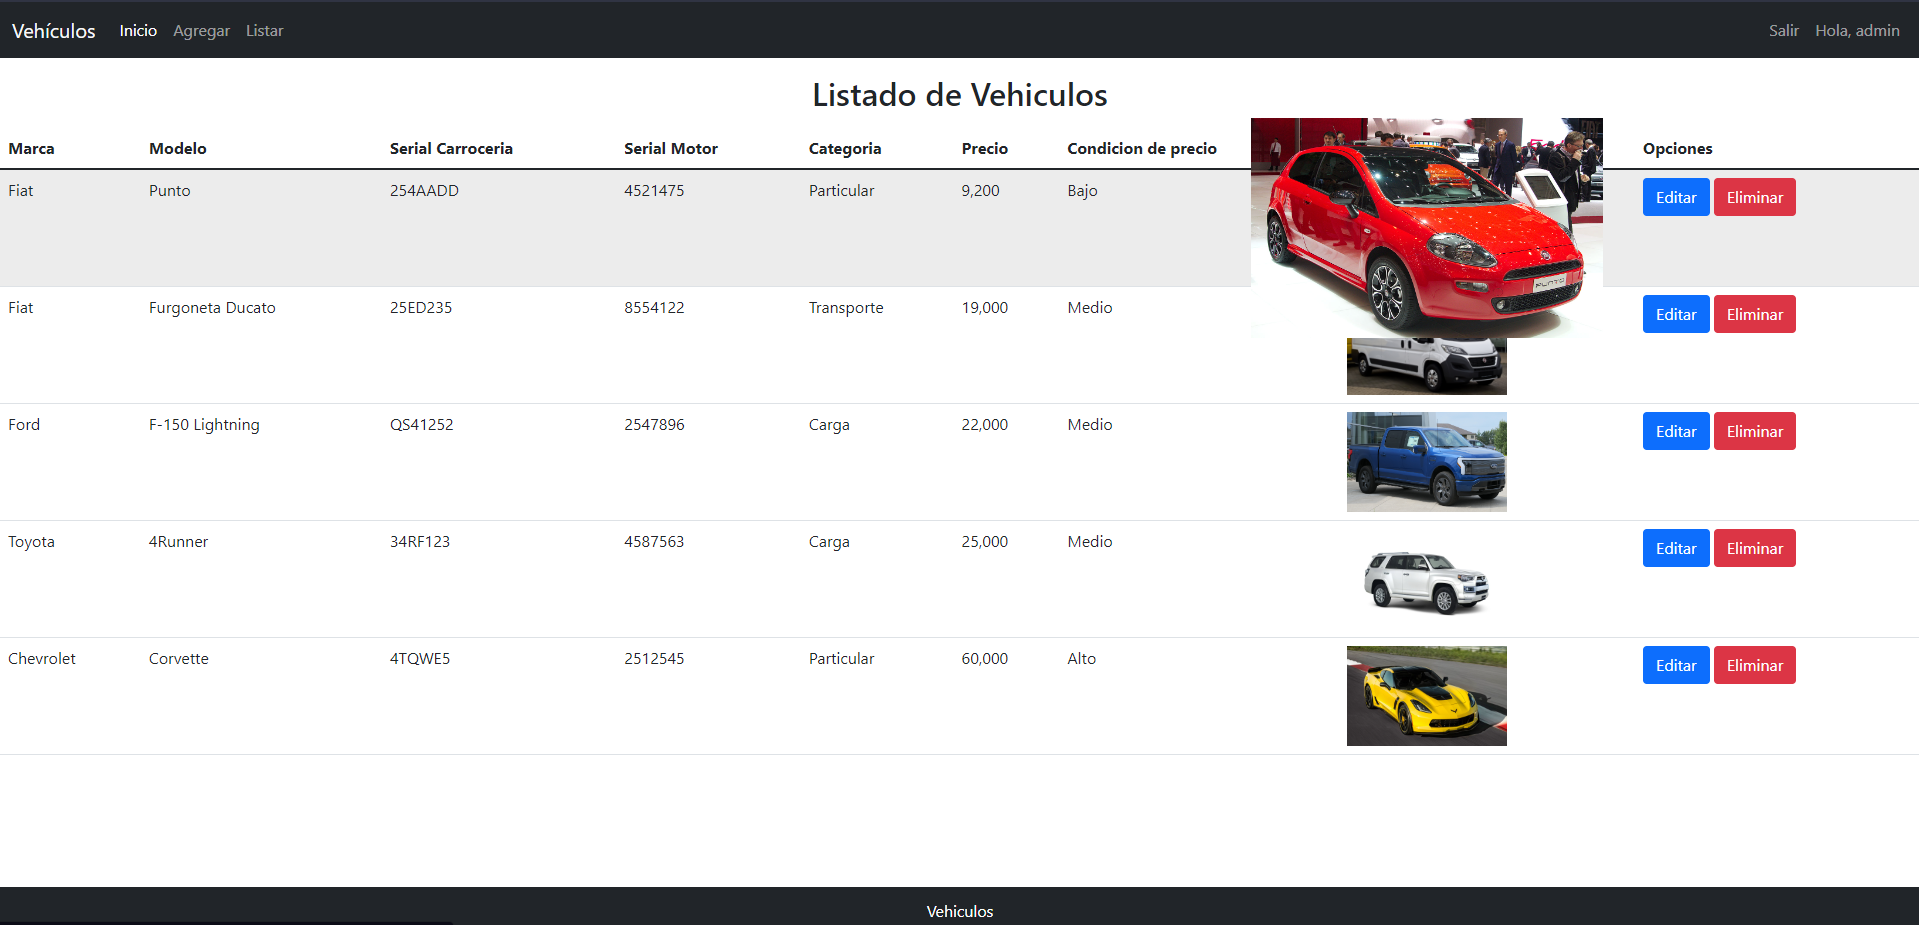 Vehículos Inicio Agregar Listar Salir Hola, admin
Listado de Vehiculos
Marca Modelo Serial Carroceria Serial Motor Categoria Precio Condicion de precio Opciones
Fiat Punto 254AADD 4521475 Particular 9,200 Bajo Editar Eliminar
PUNTO
Fiat Furgoneta Ducato 25ED235 8554122 Transporte 19,000 Medio Editar Eliminar
Ford F-150 Lightning QS41252 2547896 Carga 22,000 Medio Editar Eliminar
Toyota 4Runner 34RF123 4587563 Carga 25,000 Medio Editar Eliminar
Chevrolet Corvette 4TQWE5 2512545 Particular 60,000 Alto Editar Eliminar
Vehiculos